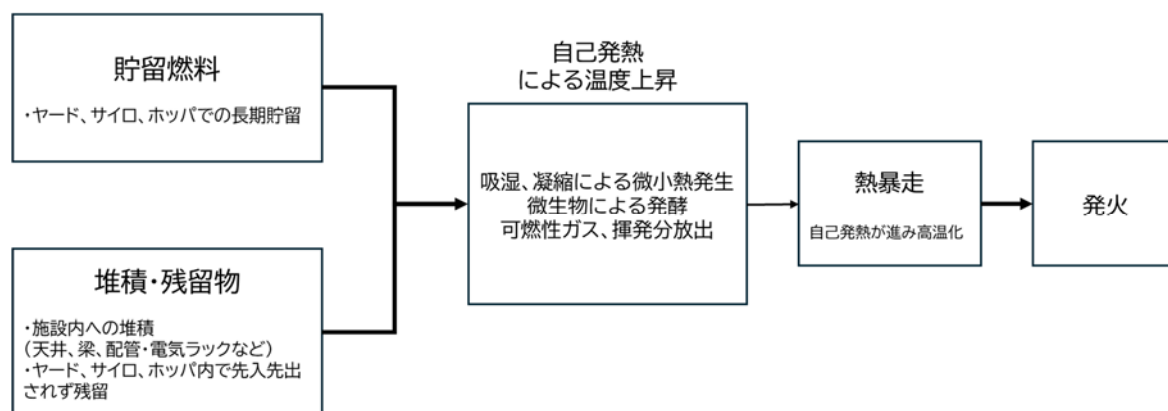 貯留燃料
・ヤード、サイロ、ホッパでの長期貯留
堆積・残留物
・施設内への堆積
（天井、梁、配管・電気ラックなど）
・ヤード、サイロ、ホッパ内で先入先出
されず残留
自己発熱
による温度上昇
吸湿、凝縮による微小熱発生
微生物による発酵
可燃性ガス、揮発分放出
熱暴走
自己発熱が進み高温化
発火